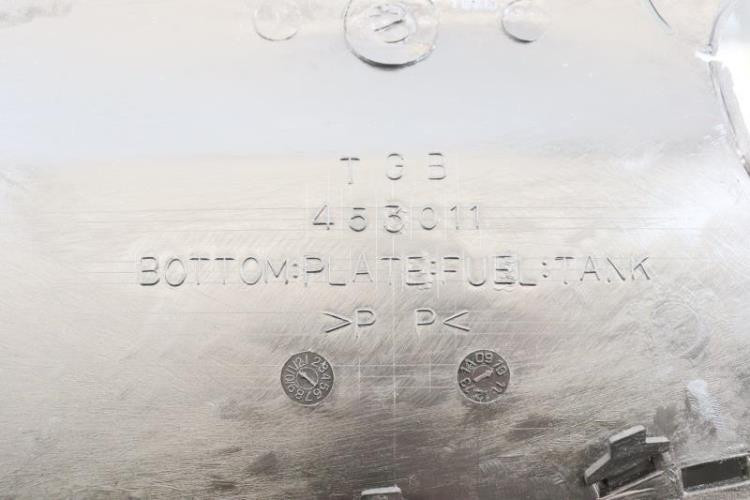 TGB
453011
BOTTOM:PLATE:FUEL:TANK
>P P<